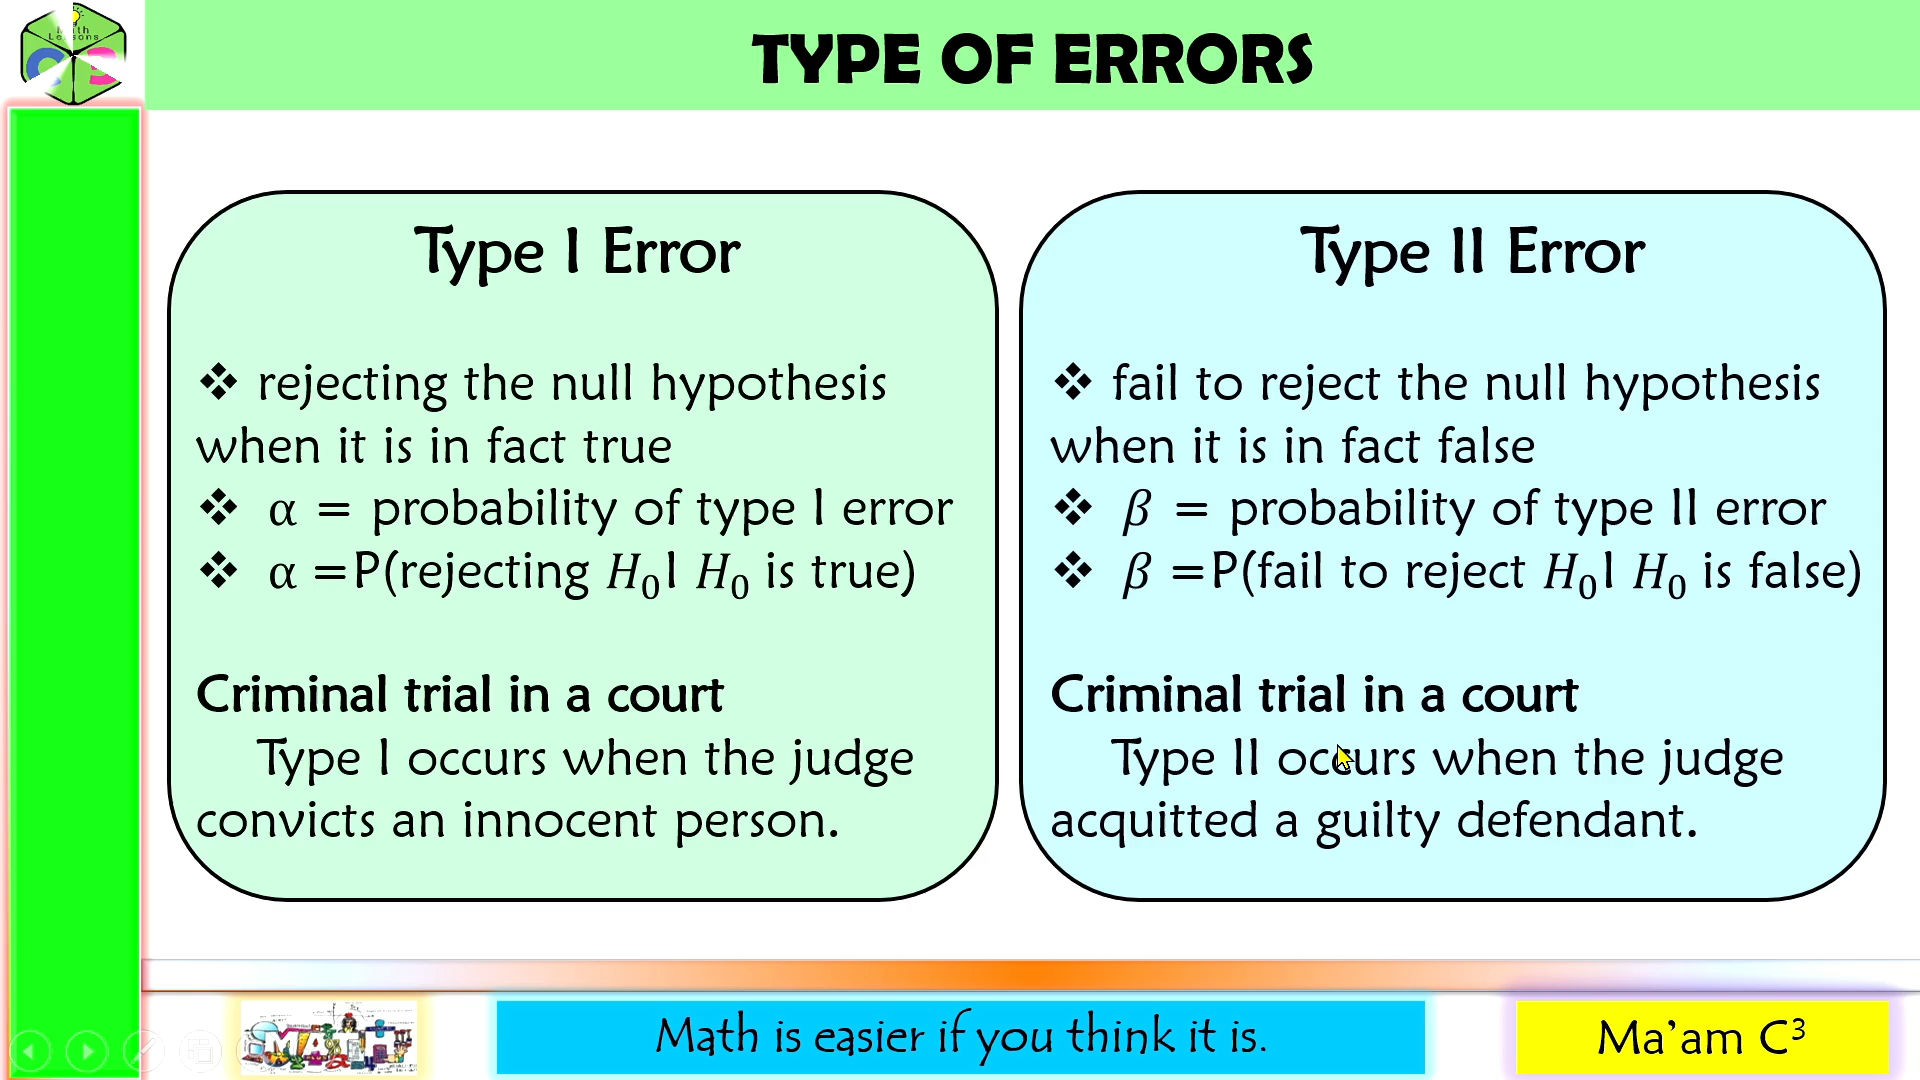 Math
Lessons
TYPE OF ERRORS
Type I Error
❖ rejecting the null hypothesis
when it is in fact true
❖ α = probability of type I error
❖ α =P(rejecting H₀| H₀ is true)
Criminal trial in a court
Type I occurs when the judge
convicts an innocent person.
Type II Error
❖ fail to reject the null hypothesis
when it is in fact false
❖ β = probability of type II error
❖ β =P(fail to reject H₀| H₀ is false)
Criminal trial in a court
Type II occurs when the judge
acquitted a guilty defendant.
MATH
Math is easier if you think it is.
Ma’am C³